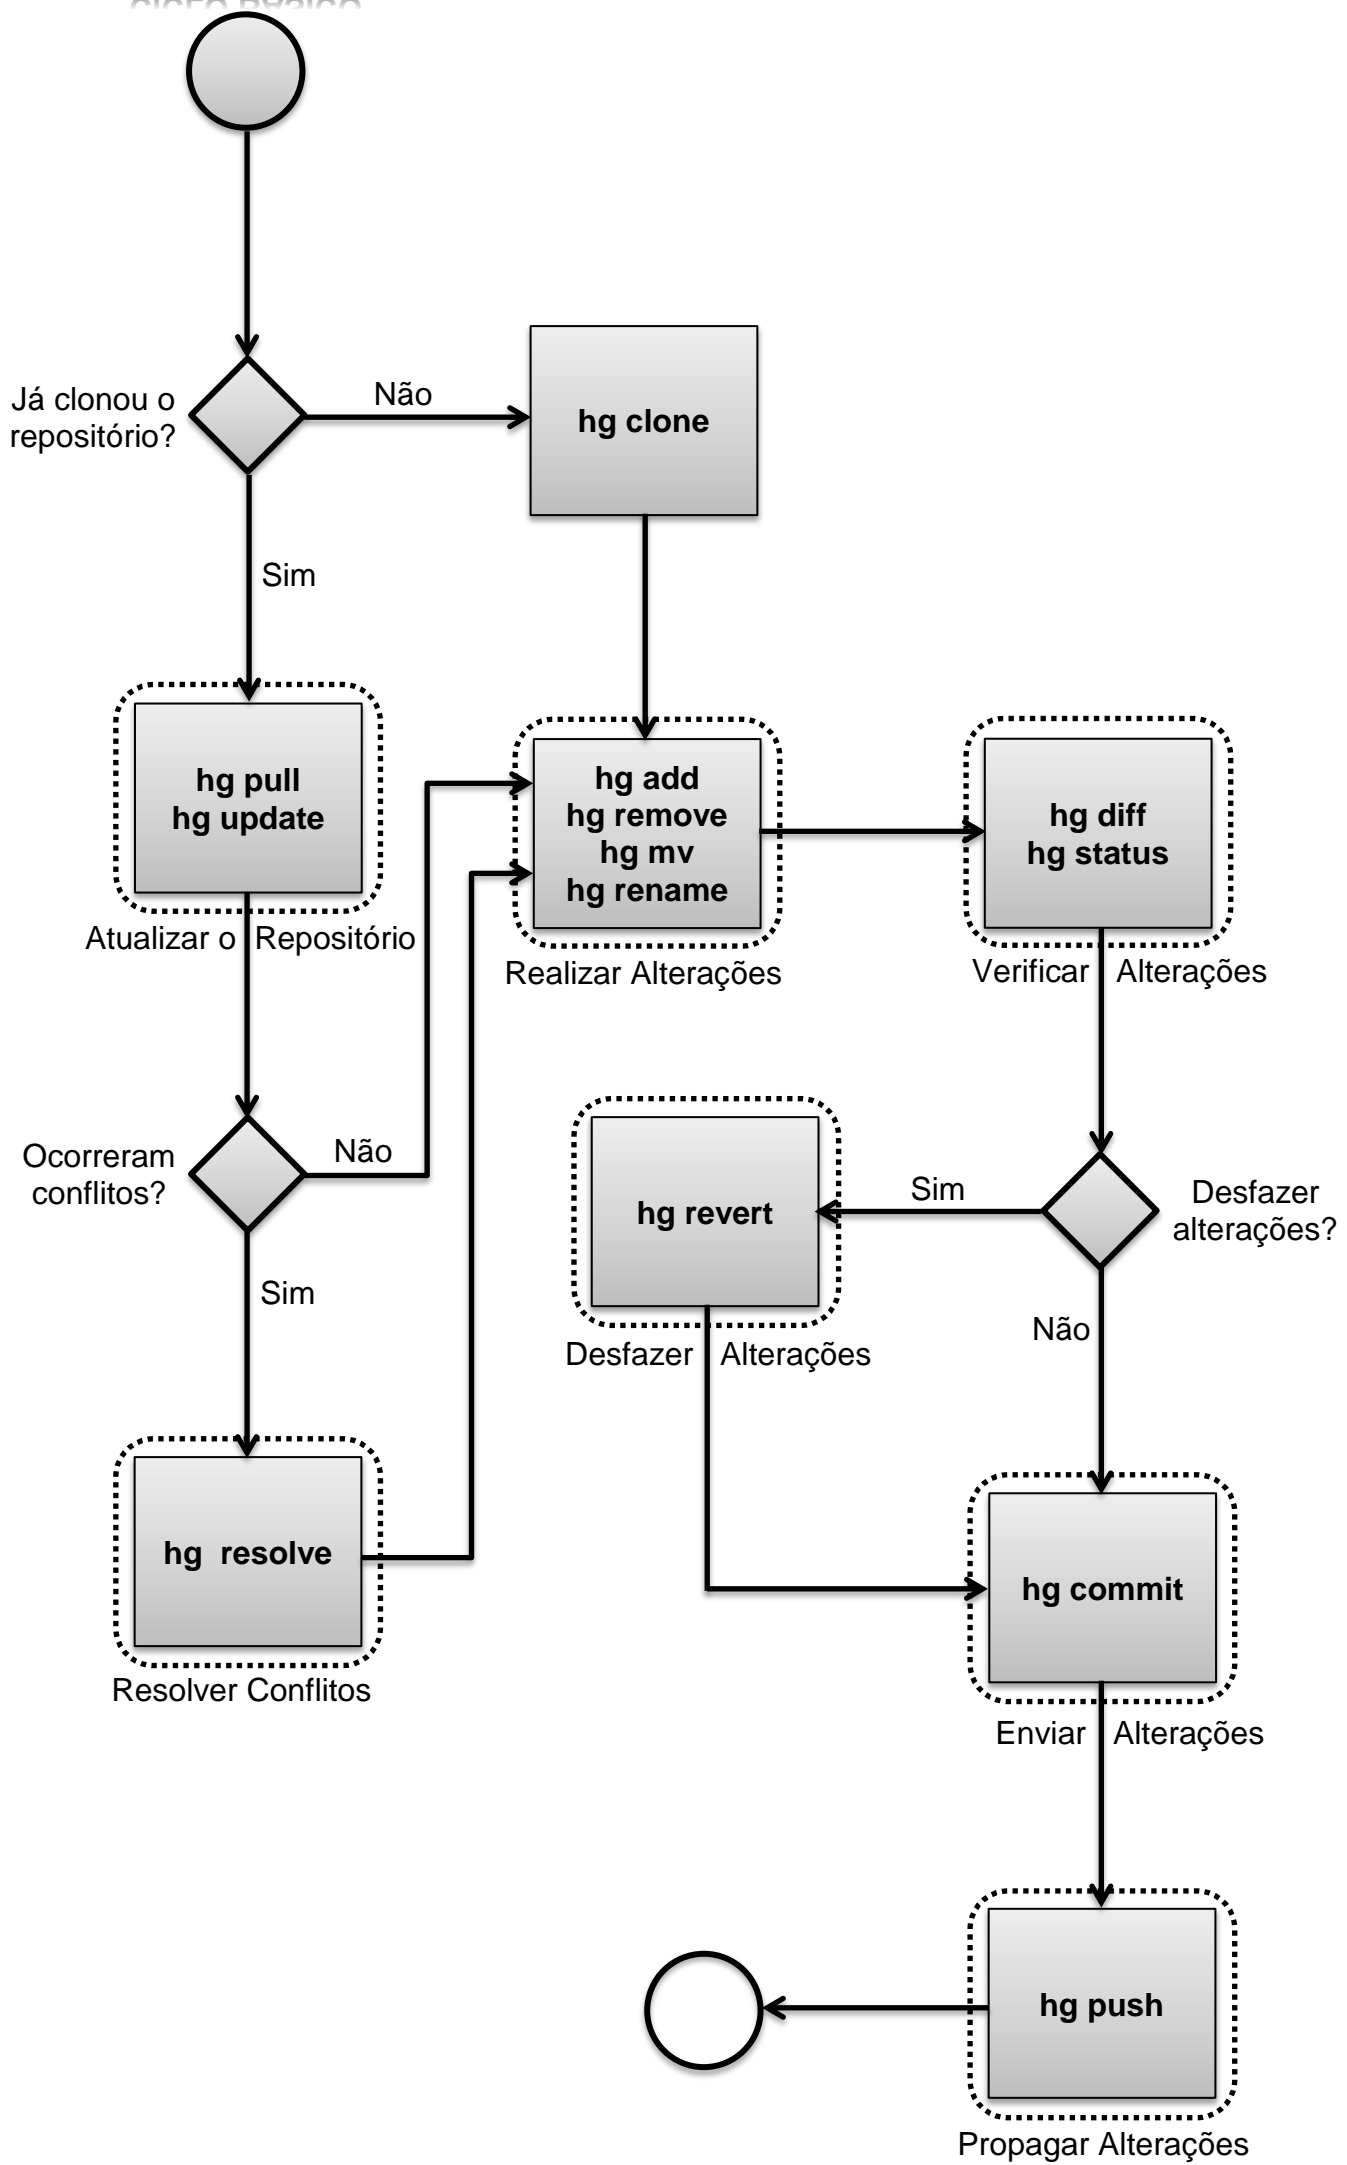 Já clonou o
repositório?
Não
hg clone
Sim
hg pull
hg update
Atualizar o Repositório
hg add
hg remove
hg mv
hg rename
Realizar Alterações
hg diff
hg status
Verificar Alterações
Ocorreram
conflitos?
Não
Sim
hg revert
Desfazer Alterações
Sim
Desfazer
alterações?
Não
hg resolve
Resolver Conflitos
hg commit
Enviar Alterações
hg push
Propagar Alterações